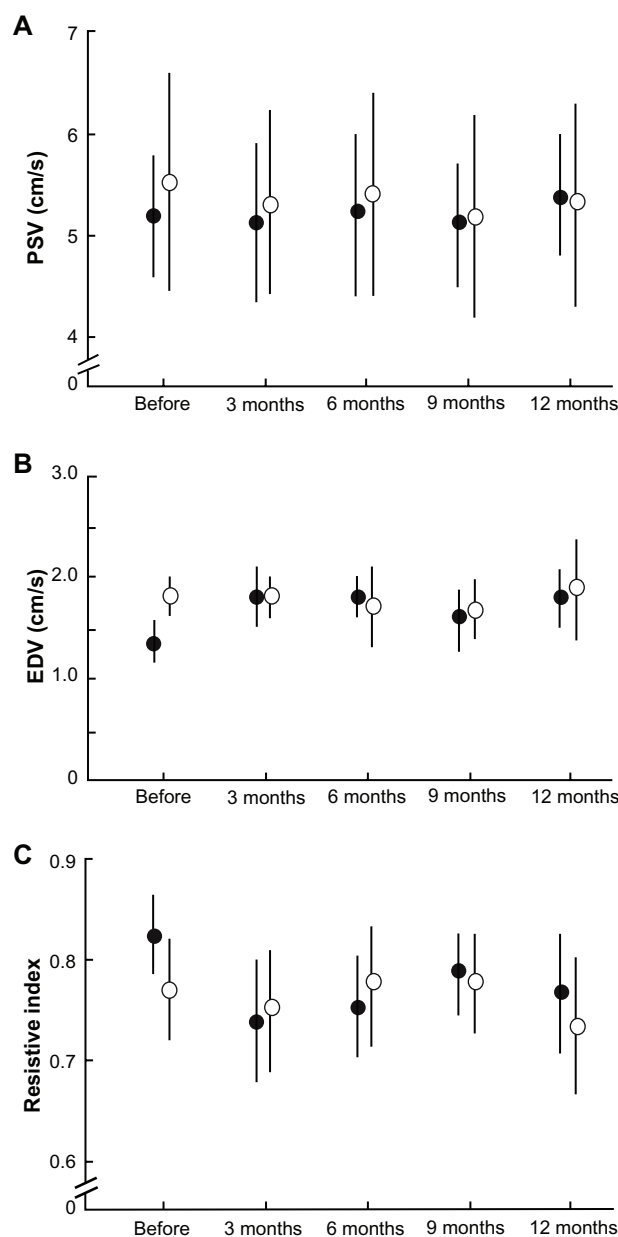 A
7
6
5
4
0
PSV (cm/s)
Before 3 months 6 months 9 months 12 months
B
3.0
2.0
1.0
0
EDV (cm/s)
Before 3 months 6 months 9 months 12 months
C
0.9
0.8
0.7
0.6
0
Resistive index
Before 3 months 6 months 9 months 12 months